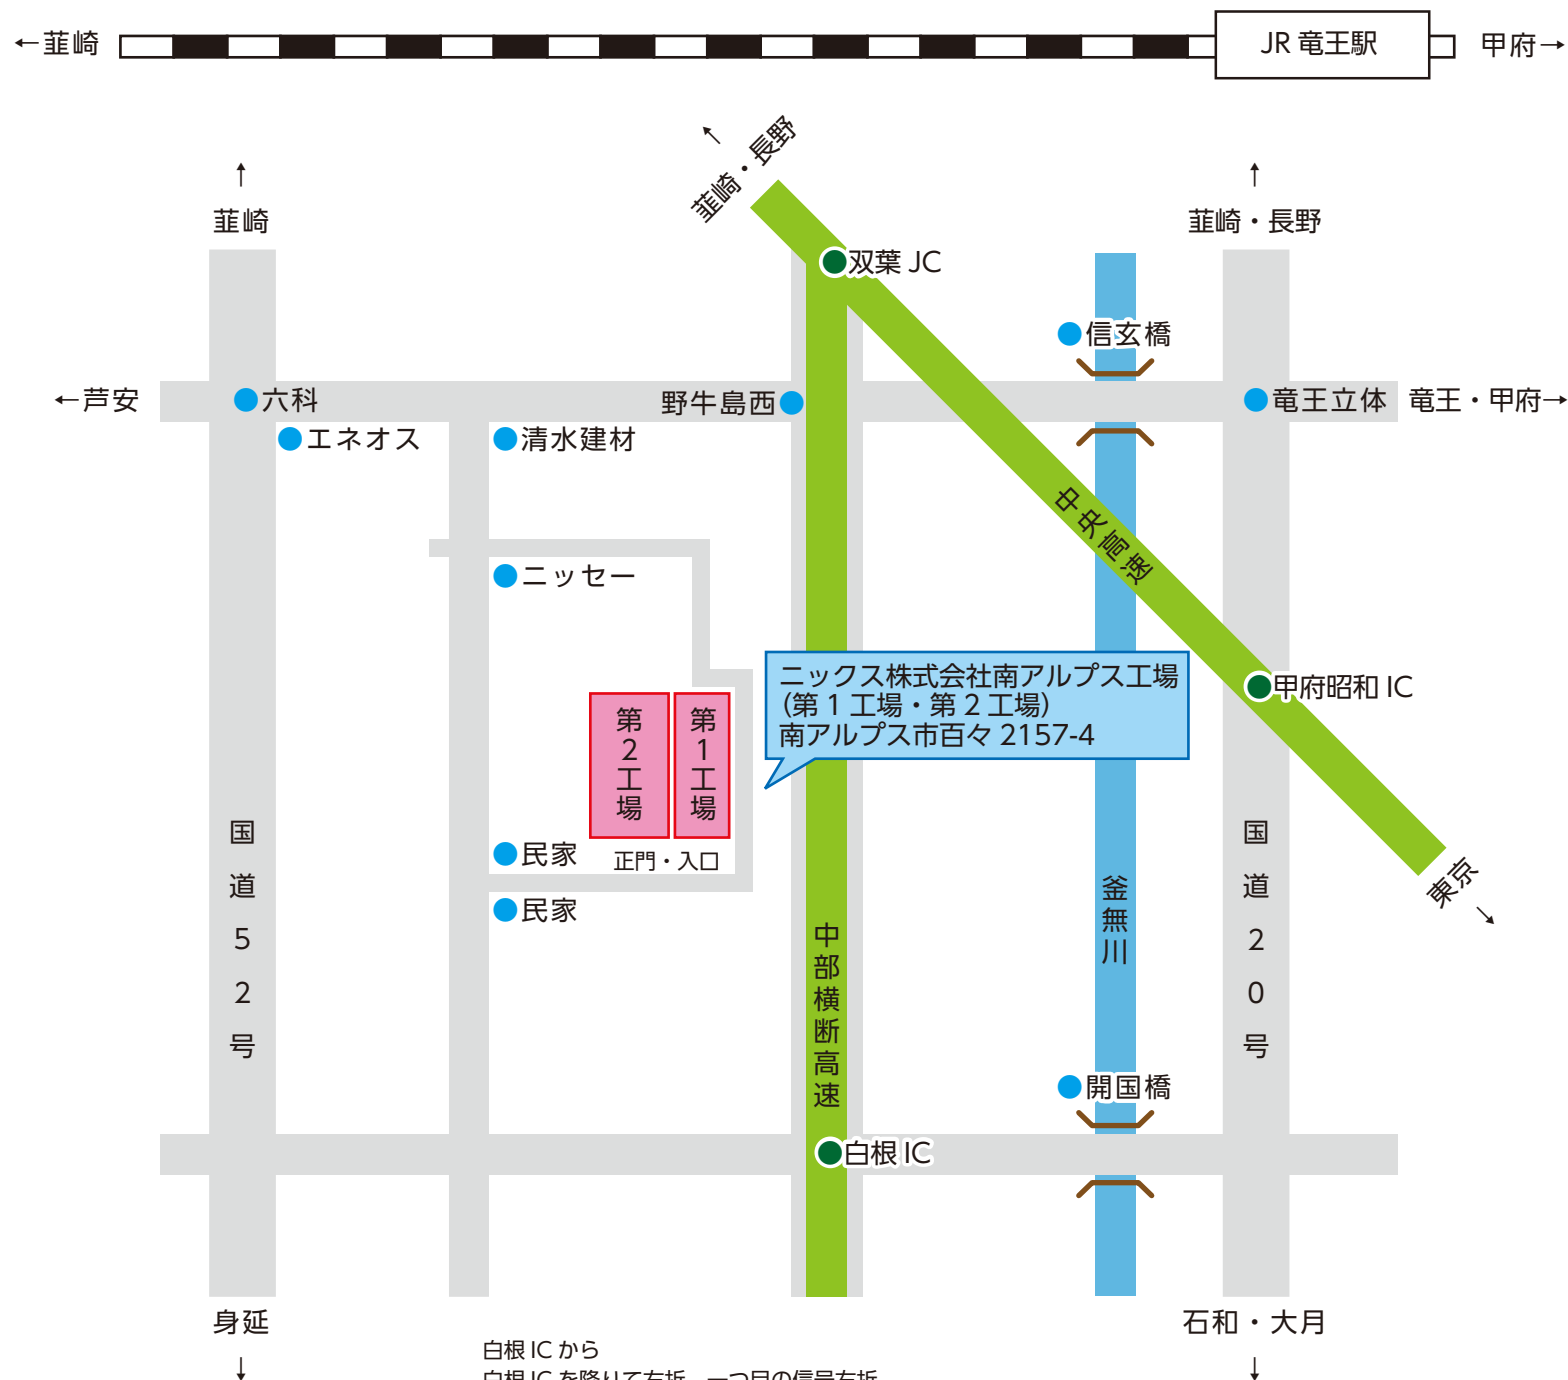 ←韮崎
JR 竜王駅
甲府→
韮崎・長野
韮崎
韮崎・長野
双葉 JC
信玄橋
←芦安
六科
野牛島西
竜王立体
竜王・甲府→
エネオス
清水建材
中央高速
ニッセー
ニックス株式会社南アルプス工場
（第 1 工場・第 2 工場）
南アルプス市百々 2157-4
甲府昭和 IC
第2工場
第1工場
国道52号
国道20号
民家
正門・入口
民家
釜無川
東京
中部横断高速
開国橋
白根 IC
身延
石和・大月
白根 IC から